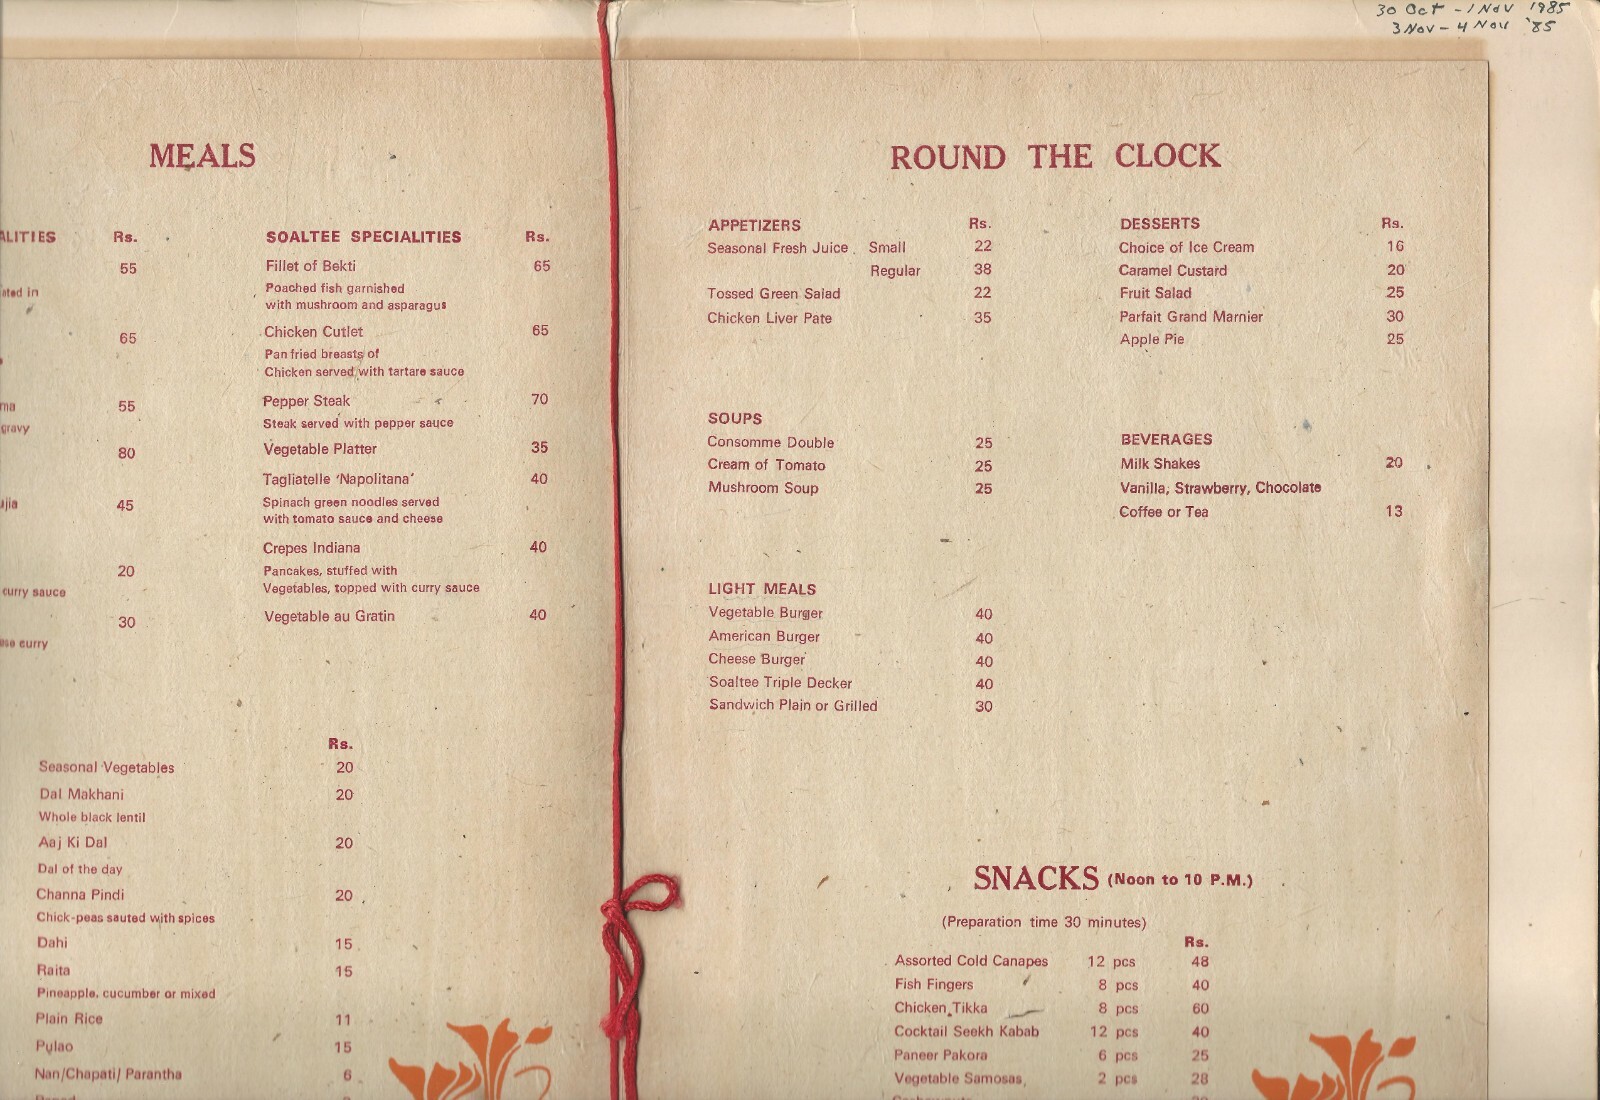 30 Oct - 1 Nov 1985
3 Nov - 4 Nov '85
MEALS
ALITIES Rs.
55
ated in
65
ma 55
gravy
80
ujia 45
20
curry sauce
30
ese curry
SOALTEE SPECIALITIES Rs.
Fillet of Bekti 65
Poached fish garnished
with mushroom and asparagus
Chicken Cutlet 65
Pan fried breasts of
Chicken served with tartare sauce
Pepper Steak 70
Steak served with pepper sauce
Vegetable Platter 35
Tagliatelle 'Napolitana' 40
Spinach green noodles served
with tomato sauce and cheese
Crepes Indiana 40
Pancakes, stuffed with
Vegetables, topped with curry sauce
Vegetable au Gratin 40
Rs.
Seasonal Vegetables 20
Dal Makhani 20
Whole black lentil
Aaj Ki Dal 20
Dal of the day
Channa Pindi 20
Chick-peas sauted with spices
Dahi 15
Raita 15
Pineapple, cucumber or mixed
Plain Rice 11
Pulao 15
Nan/Chapati/ Parantha 6
ROUND THE CLOCK
APPETIZERS Rs.
Seasonal Fresh Juice Small 22
Regular 38
Tossed Green Salad 22
Chicken Liver Pate 35
SOUPS
Consomme Double 25
Cream of Tomato 25
Mushroom Soup 25
LIGHT MEALS
Vegetable Burger 40
American Burger 40
Cheese Burger 40
Soaltee Triple Decker 40
Sandwich Plain or Grilled 30
DESSERTS Rs.
Choice of Ice Cream 16
Caramel Custard 20
Fruit Salad 25
Parfait Grand Marnier 30
Apple Pie 25
BEVERAGES
Milk Shakes 20
Vanilla, Strawberry, Chocolate
Coffee or Tea 13
SNACKS (Noon to 10 P.M.)
(Preparation time 30 minutes)
Rs.
Assorted Cold Canapes 12 pcs 48
Fish Fingers 8 pcs 40
Chicken Tikka 8 pcs 60
Cocktail Seekh Kabab 12 pcs 40
Paneer Pakora 6 pcs 25
Vegetable Samosas 2 pcs 28